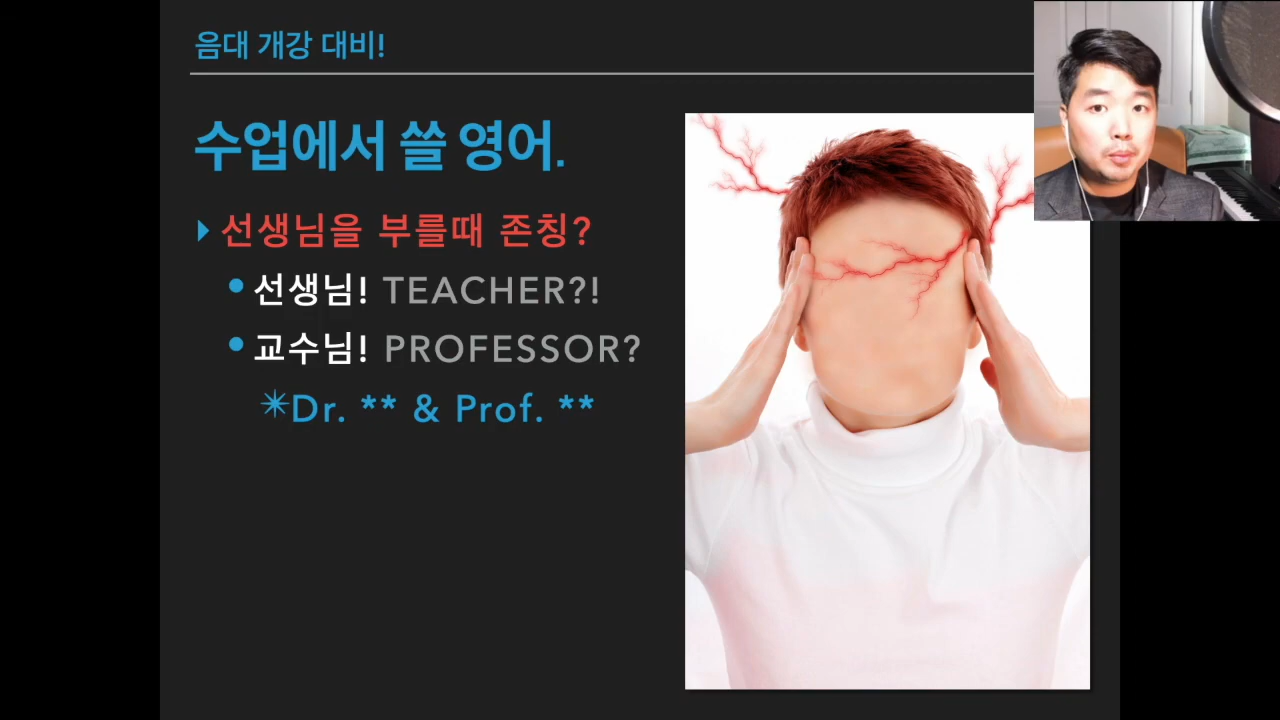 음대 개강 대비!
수업에서 쓸 영어.
선생님을 부를때 존칭?
선생님! TEACHER?!
교수님! PROFESSOR?
Dr. ** & Prof. **